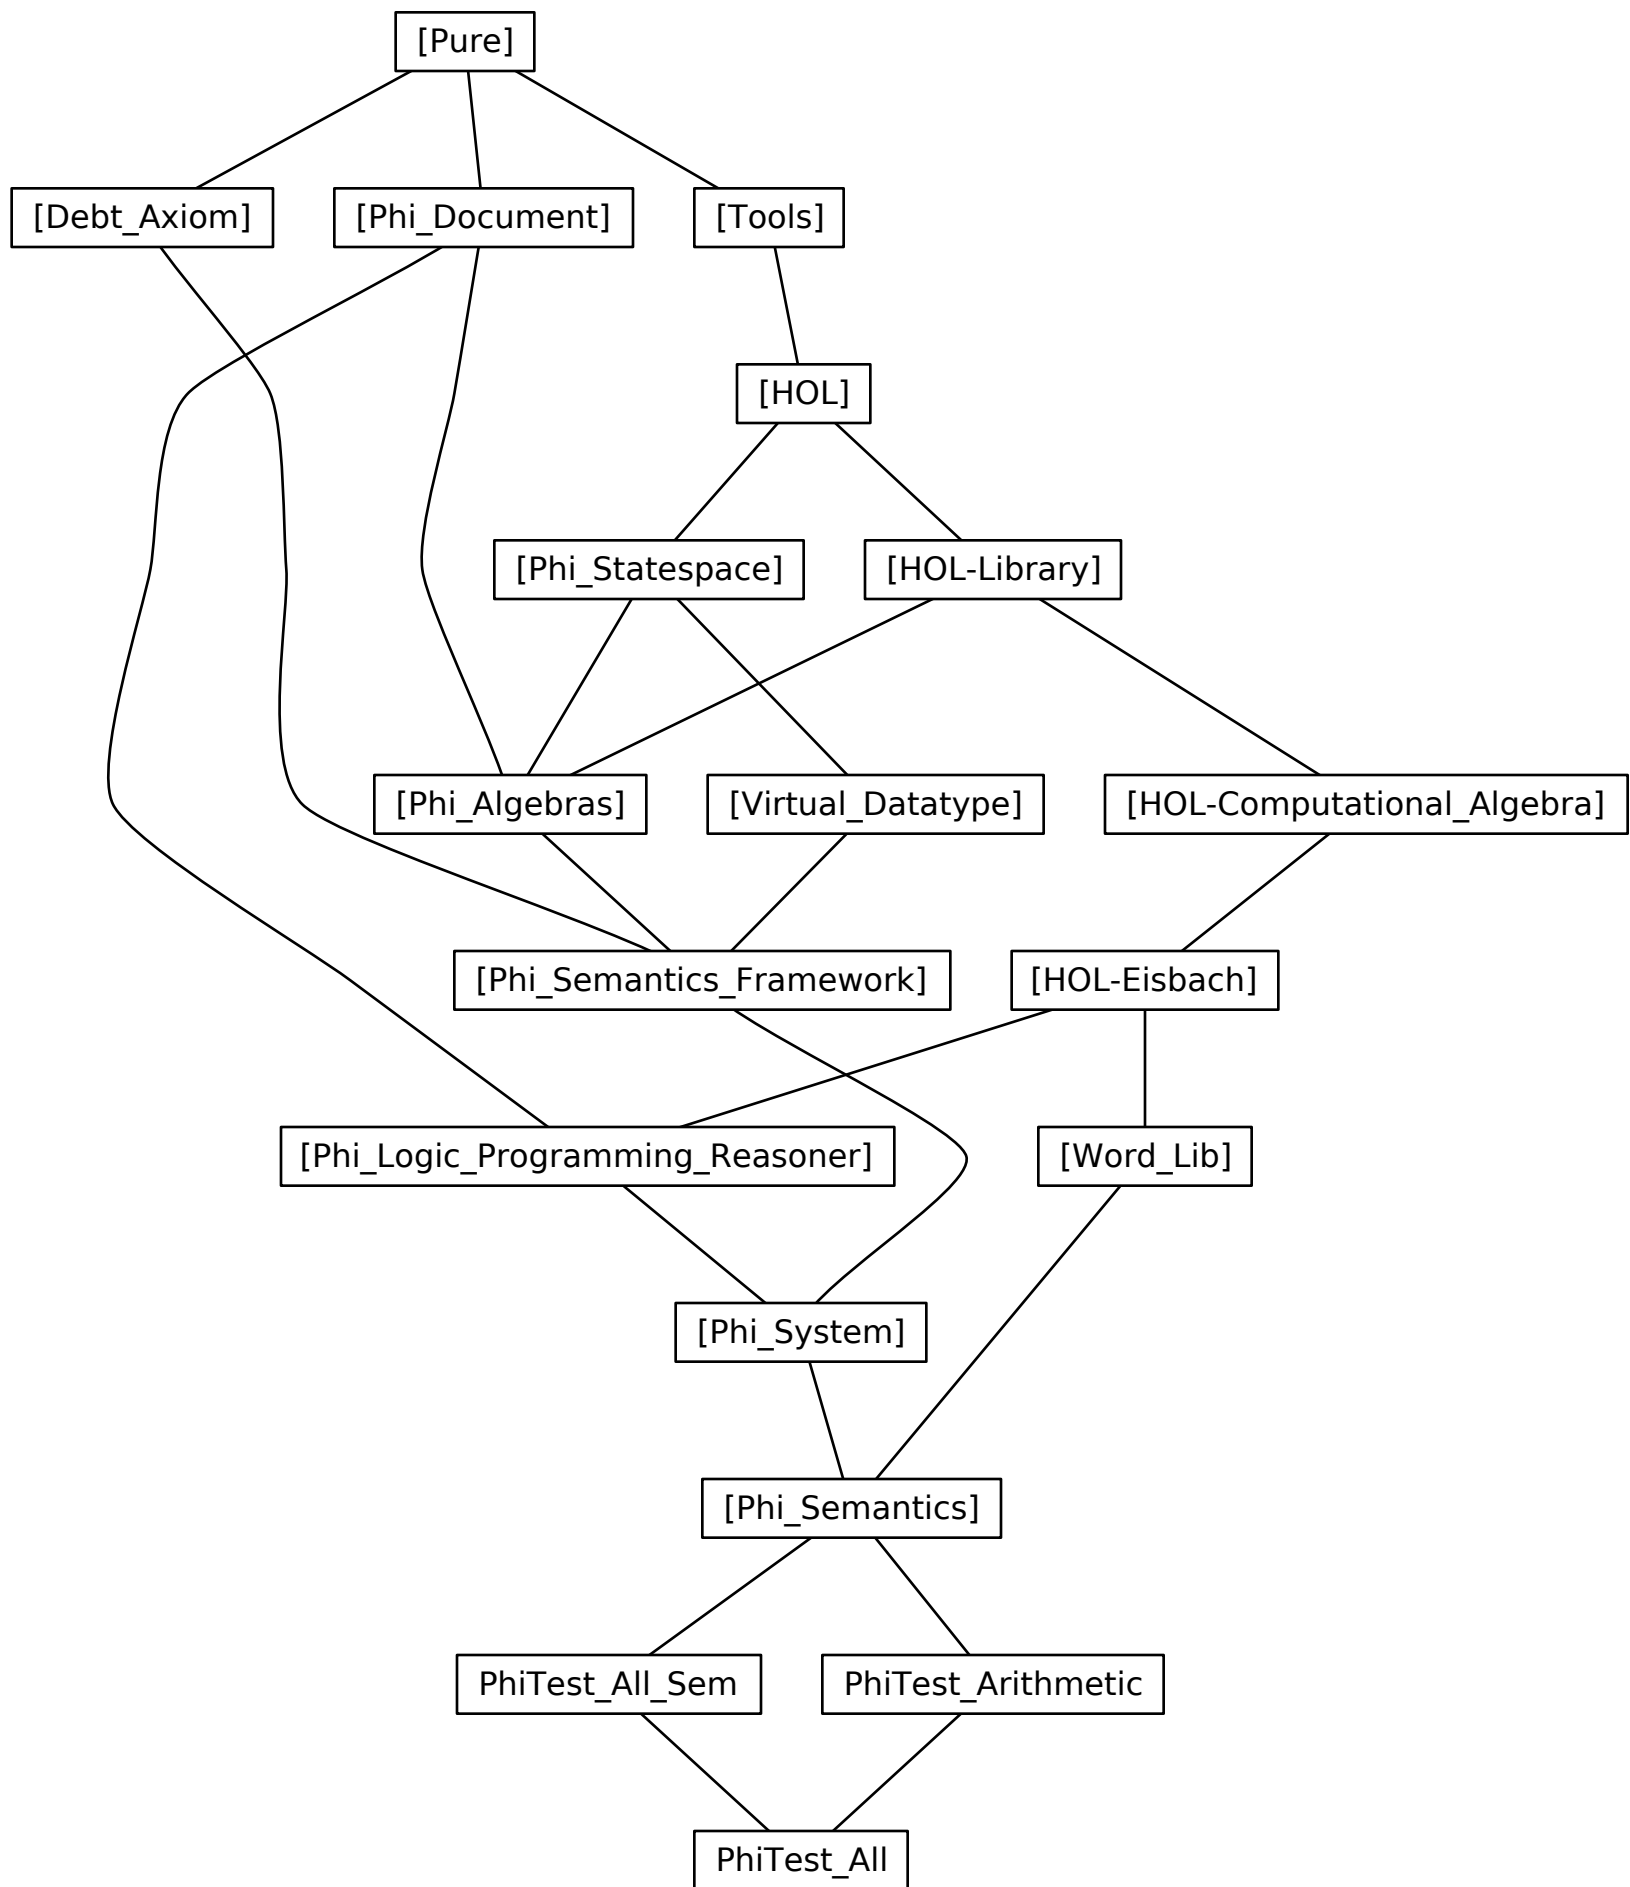 [Pure]
[Debt_Axiom]
[Phi_Document]
[Tools]
[HOL]
[Phi_Statespace]
[HOL-Library]
[Phi_Algebras]
[Virtual_Datatype]
[HOL-Computational_Algebra]
[Phi_Semantics_Framework]
[HOL-Eisbach]
[Phi_Logic_Programming_Reasoner]
[Word_Lib]
[Phi_System]
[Phi_Semantics]
PhiTest_All_Sem
PhiTest_Arithmetic
PhiTest_All